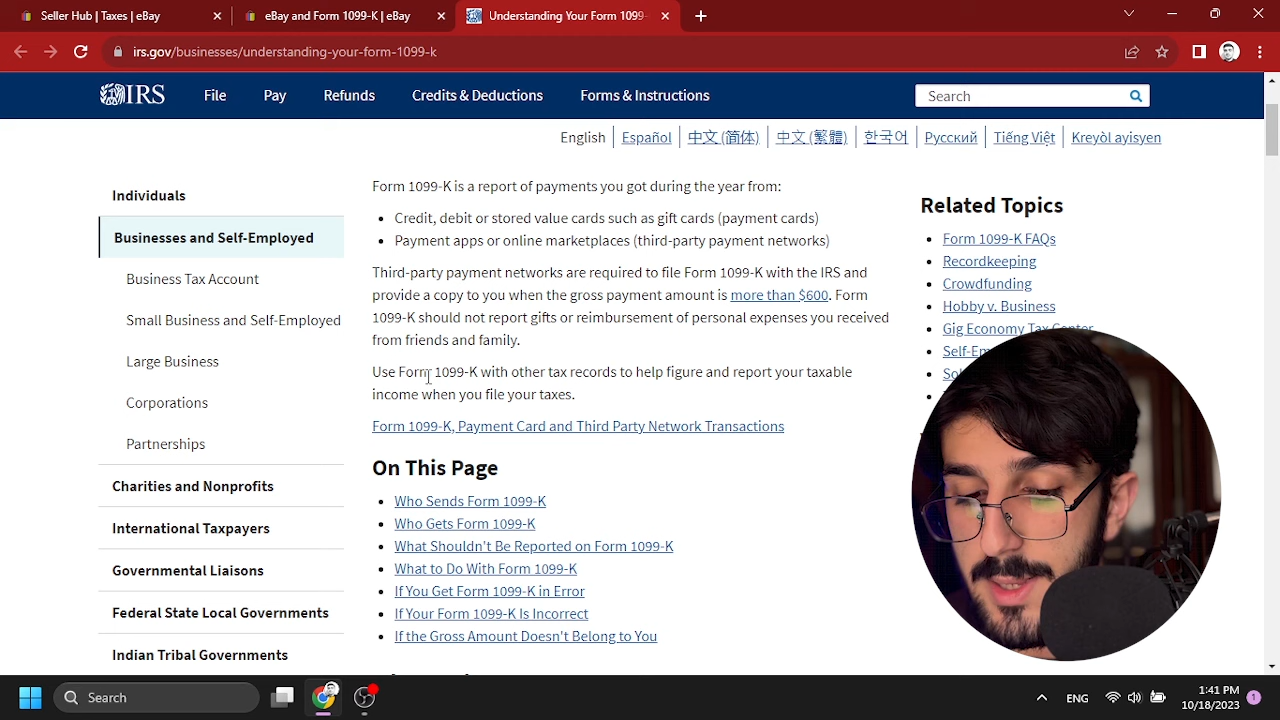 Seller Hub | Taxes | eBay
eBay and Form 1099-K | eBay
Understanding Your Form 1099-
irs.gov/businesses/understanding-your-form-1099-k
IRS
File
Pay
Refunds
Credits & Deductions
Forms & Instructions
Search
English
Español
中文 (简体)
中文 (繁體)
한국어
Русский
Tiếng Việt
Kreyòl ayisyen
Individuals
Businesses and Self-Employed
Business Tax Account
Small Business and Self-Employed
Large Business
Corporations
Partnerships
Charities and Nonprofits
International Taxpayers
Governmental Liaisons
Federal State Local Governments
Indian Tribal Governments
Form 1099-K is a report of payments you got during the year from:
• Credit, debit or stored value cards such as gift cards (payment cards)
• Payment apps or online marketplaces (third-party payment networks)
Third-party payment networks are required to file Form 1099-K with the IRS and
provide a copy to you when the gross payment amount is more than $600. Form
1099-K should not report gifts or reimbursement of personal expenses you received
from friends and family.
Use Form 1099-K with other tax records to help figure and report your taxable
income when you file your taxes.
Form 1099-K, Payment Card and Third Party Network Transactions
On This Page
• Who Sends Form 1099-K
• Who Gets Form 1099-K
• What Shouldn't Be Reported on Form 1099-K
• What to Do With Form 1099-K
• If You Get Form 1099-K in Error
• If Your Form 1099-K Is Incorrect
• If the Gross Amount Doesn't Belong to You
Related Topics
• Form 1099-K FAQs
• Recordkeeping
• Crowdfunding
• Hobby v. Business
• Gig Economy Tax Center
Search
ENG
1:41 PM
10/18/2023
1